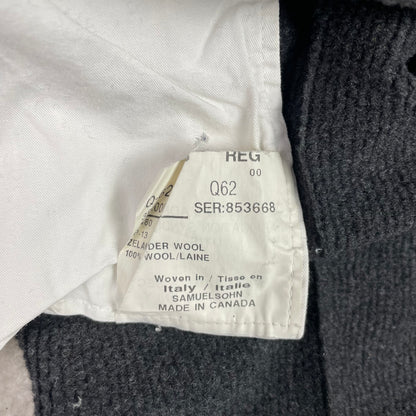 REG
00
Q62
SER:853668
ZELANDER WOOL
100% WOOL/LAINE
Woven in / Tisse en
Italy / Italie
SAMUELSOHN
MADE IN CANADA